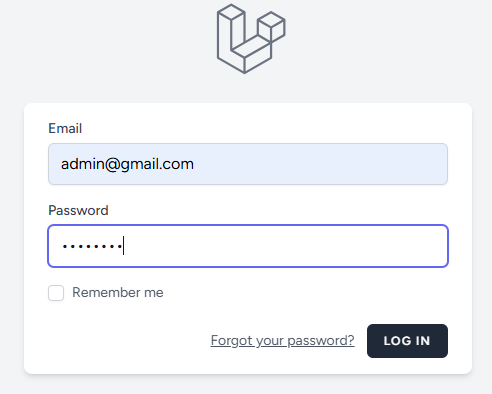 Email
admin@gmail.com
Password
••••••••
Remember me
Forgot your password? LOG IN